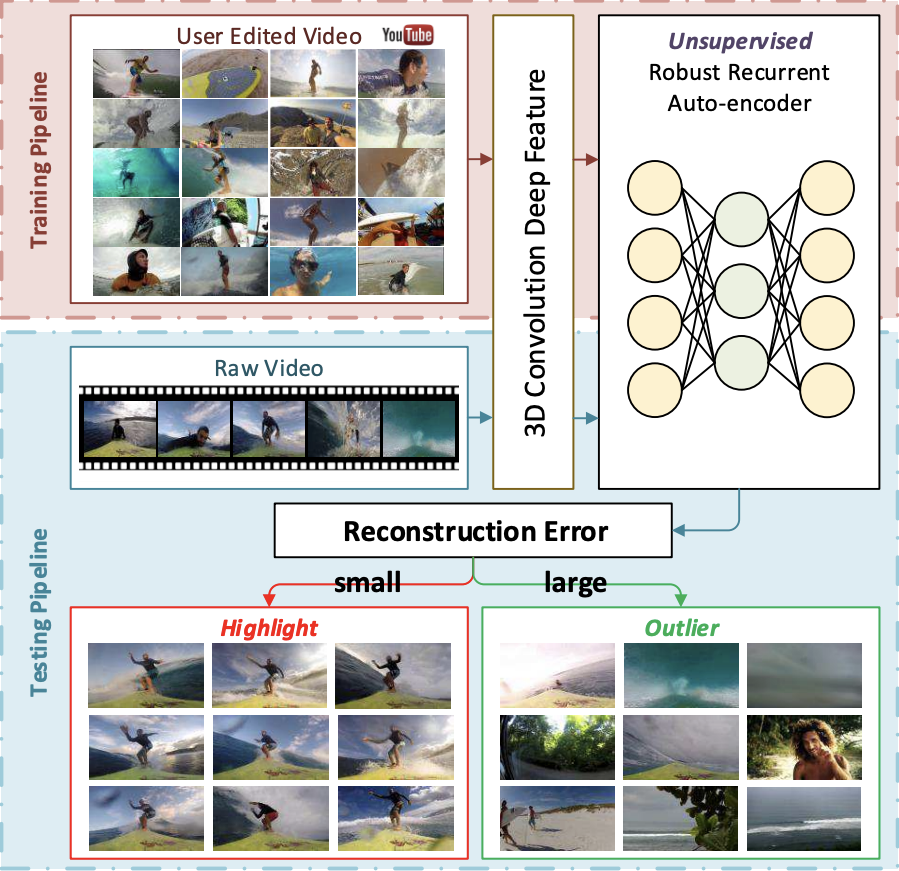 Training Pipeline
User Edited Video YouTube
3D Convolution Deep Feature
Unsupervised
Robust Recurrent
Auto-encoder
Testing Pipeline
Raw Video
Reconstruction Error
small
large
Highlight
Outlier